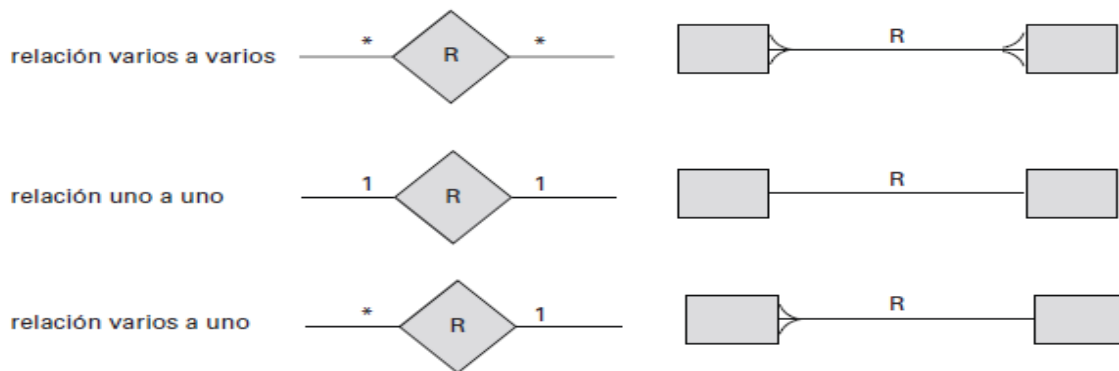 relación varios a varios * R * R
relación uno a uno 1 R 1 R
relación varios a uno * R 1 R